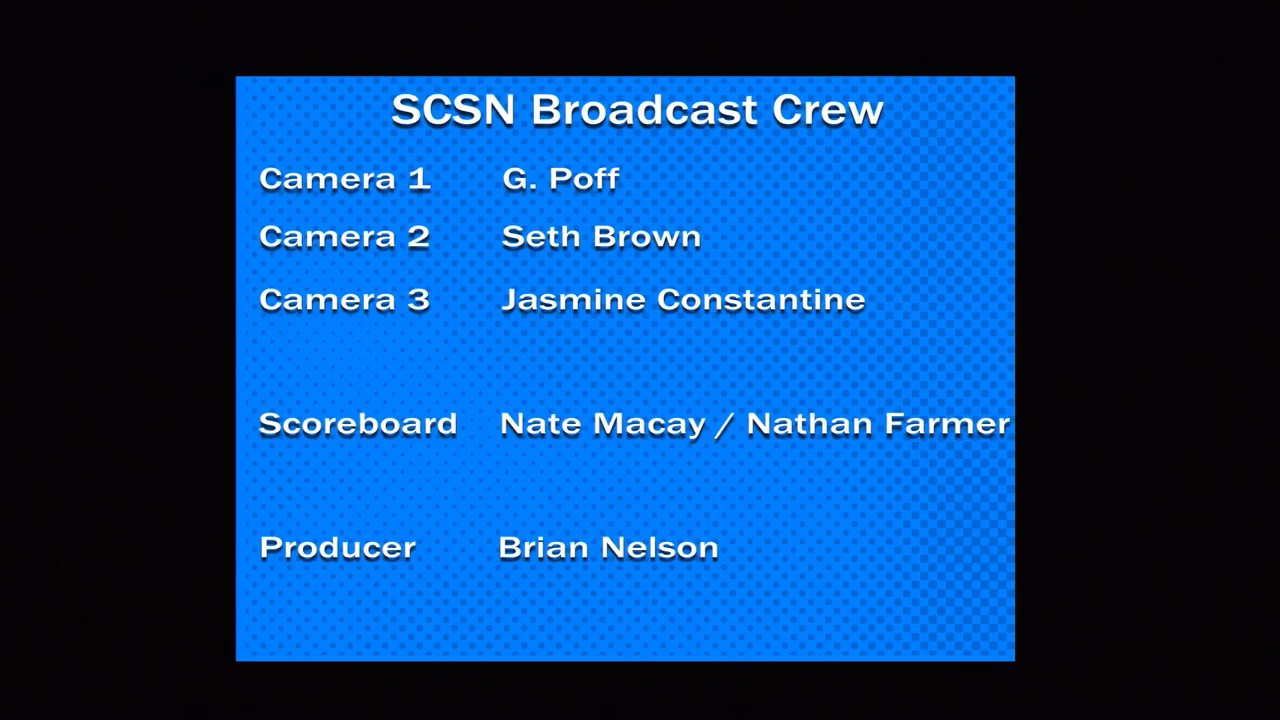 SCSN Broadcast Crew
Camera 1 G. Poff
Camera 2 Seth Brown
Camera 3 Jasmine Constantine
Scoreboard Nate Macay / Nathan Farmer
Producer Brian Nelson